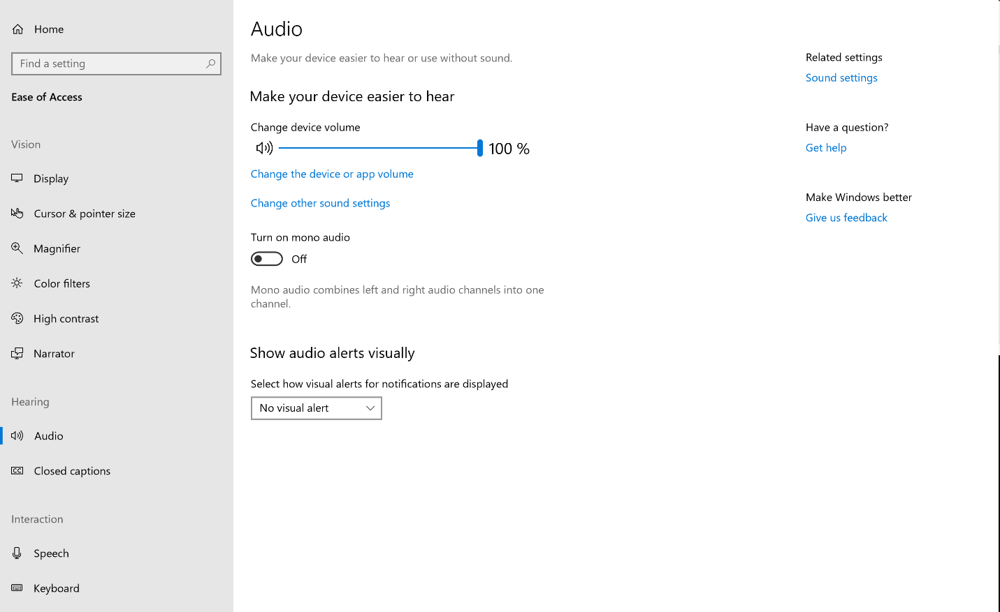 Home
Find a setting
Ease of Access
Vision
Display
Cursor & pointer size
Magnifier
Color filters
High contrast
Narrator
Hearing
Audio
Closed captions
Interaction
Speech
Keyboard
Audio
Make your device easier to hear or use without sound.
Make your device easier to hear
Change device volume
100 %
Change the device or app volume
Change other sound settings
Turn on mono audio
Off
Mono audio combines left and right audio channels into one
channel.
Show audio alerts visually
Select how visual alerts for notifications are displayed
No visual alert
Related settings
Sound settings
Have a question?
Get help
Make Windows better
Give us feedback